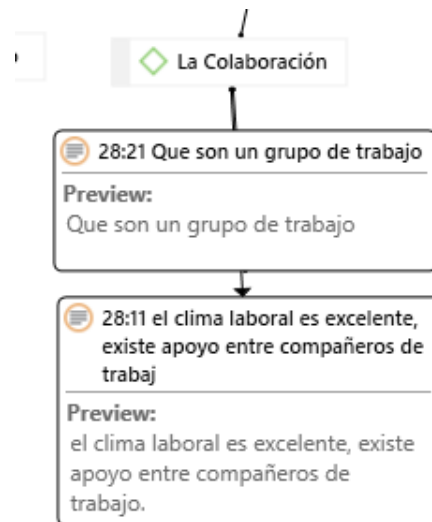 La Colaboración
28:21 Que son un grupo de trabajo
Preview:
Que son un grupo de trabajo
28:11 el clima laboral es excelente,
existe apoyo entre compañeros de
trabaj
Preview:
el clima laboral es excelente, existe
apoyo entre compañeros de
trabajo.